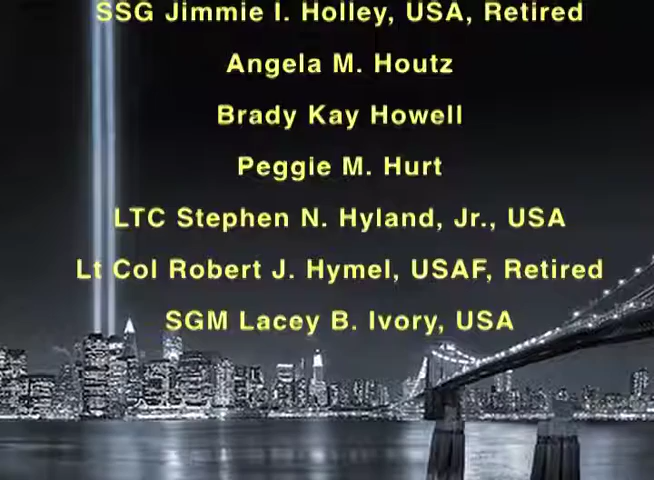 SSG Jimmie I. Holley, USA, Retired
Angela M. Houtz
Brady Kay Howell
Peggie M. Hurt
LTC Stephen N. Hyland, Jr., USA
Lt Col Robert J. Hymel, USAF, Retired
SGM Lacey B. Ivory, USA